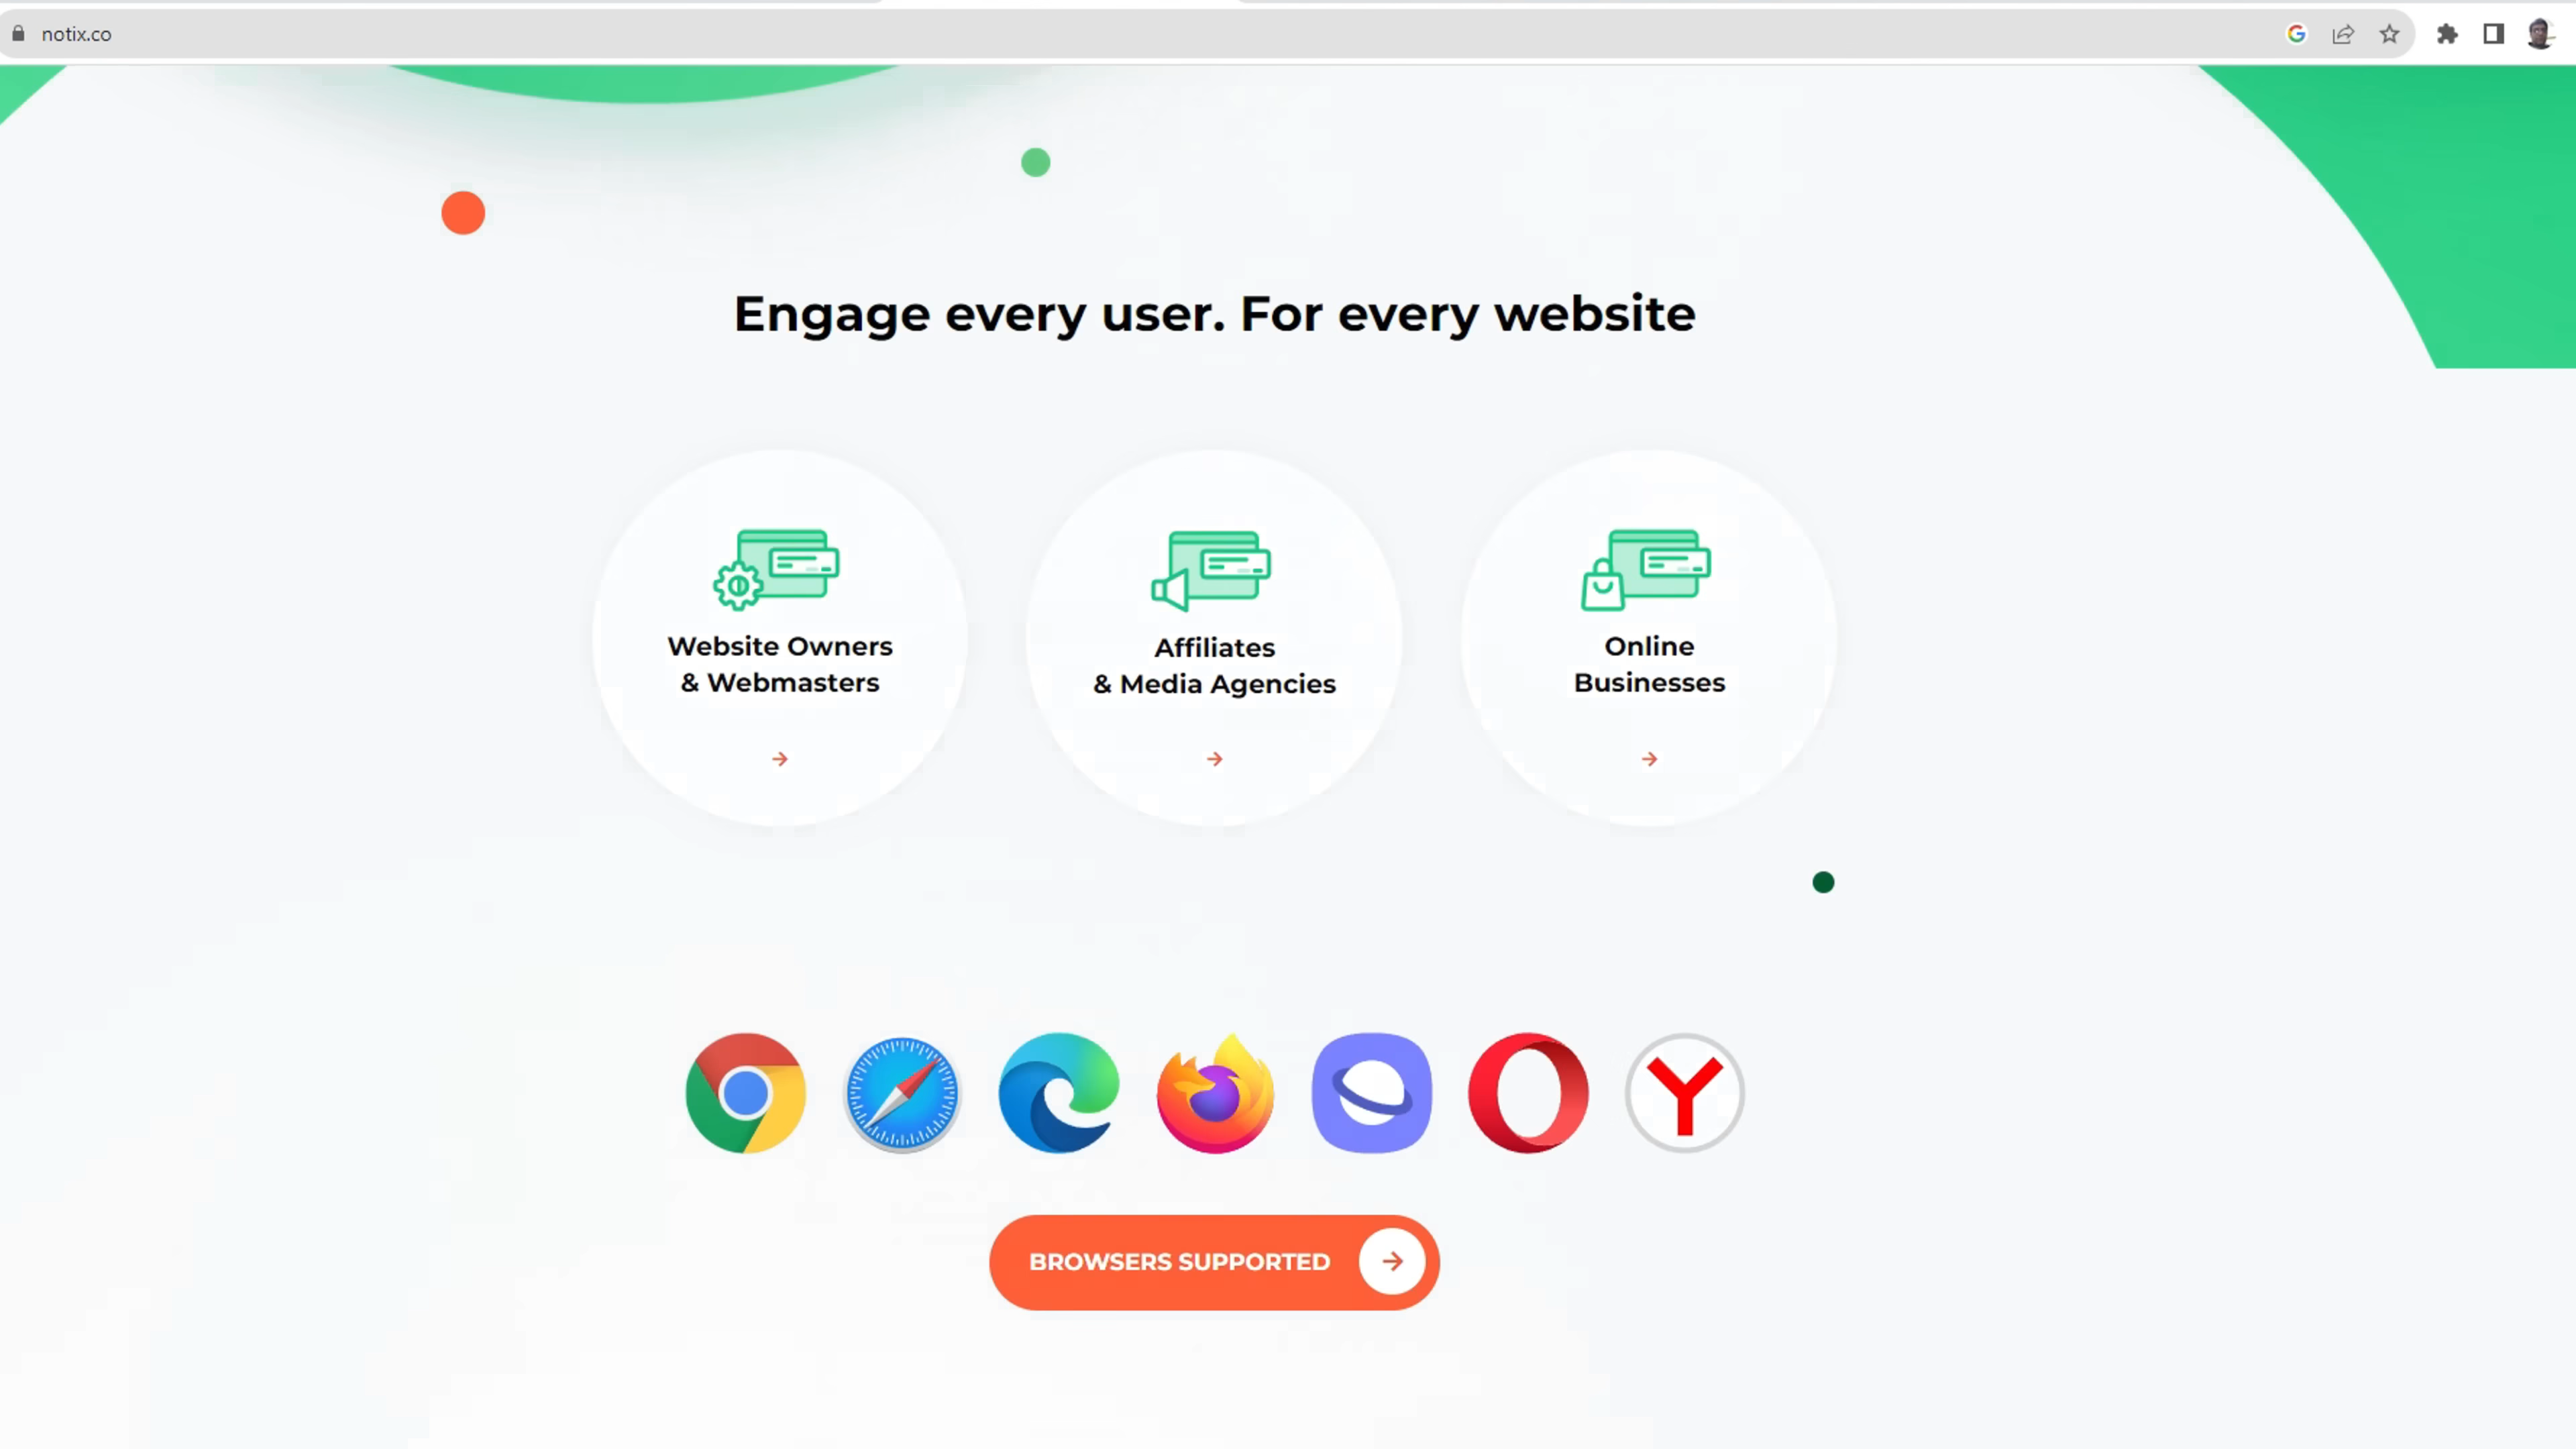 notix.co
Engage every user. For every website
Website Owners
& Webmasters
Affiliates
& Media Agencies
Online
Businesses
BROWSERS SUPPORTED